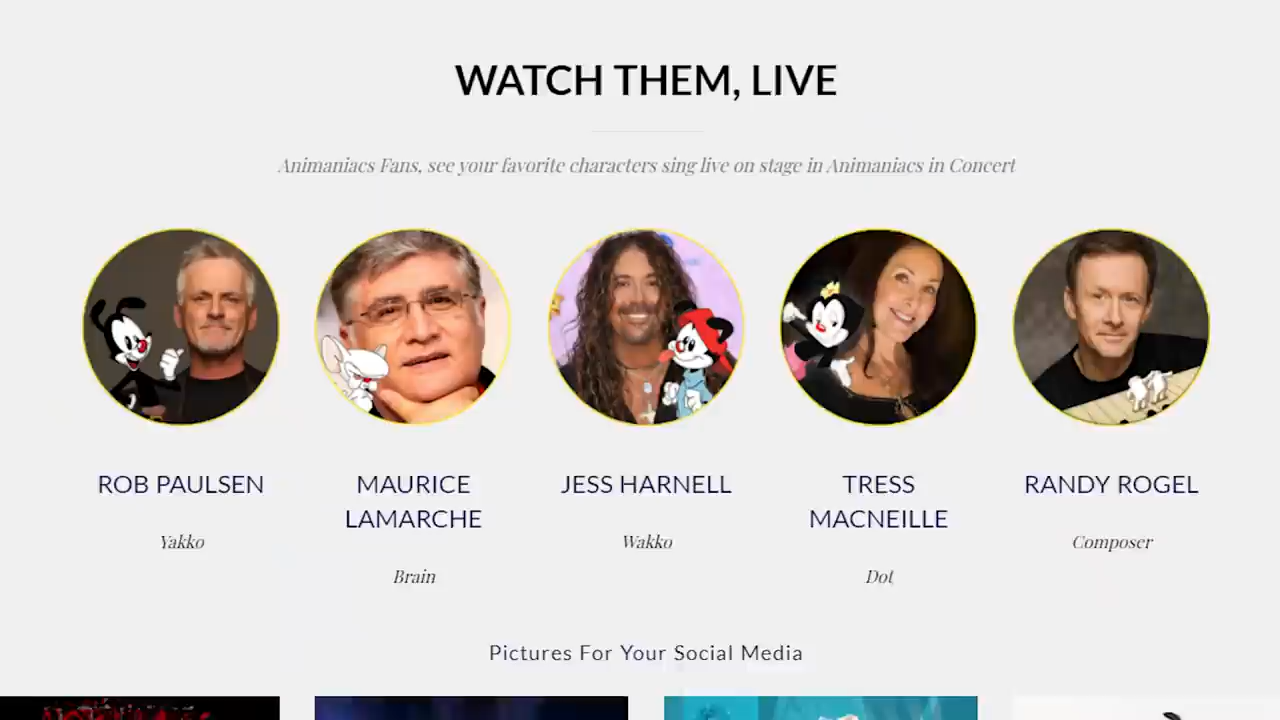 WATCH THEM, LIVE
Animaniacs Fans, see your favorite characters sing live on stage in Animaniacs in Concert
ROB PAULSEN
Yakko
MAURICE
LAMARCHE
Brain
JESS HARNELL
Wakko
TRESS
MACNEILLE
Dot
RANDY ROGEL
Composer
Pictures For Your Social Media